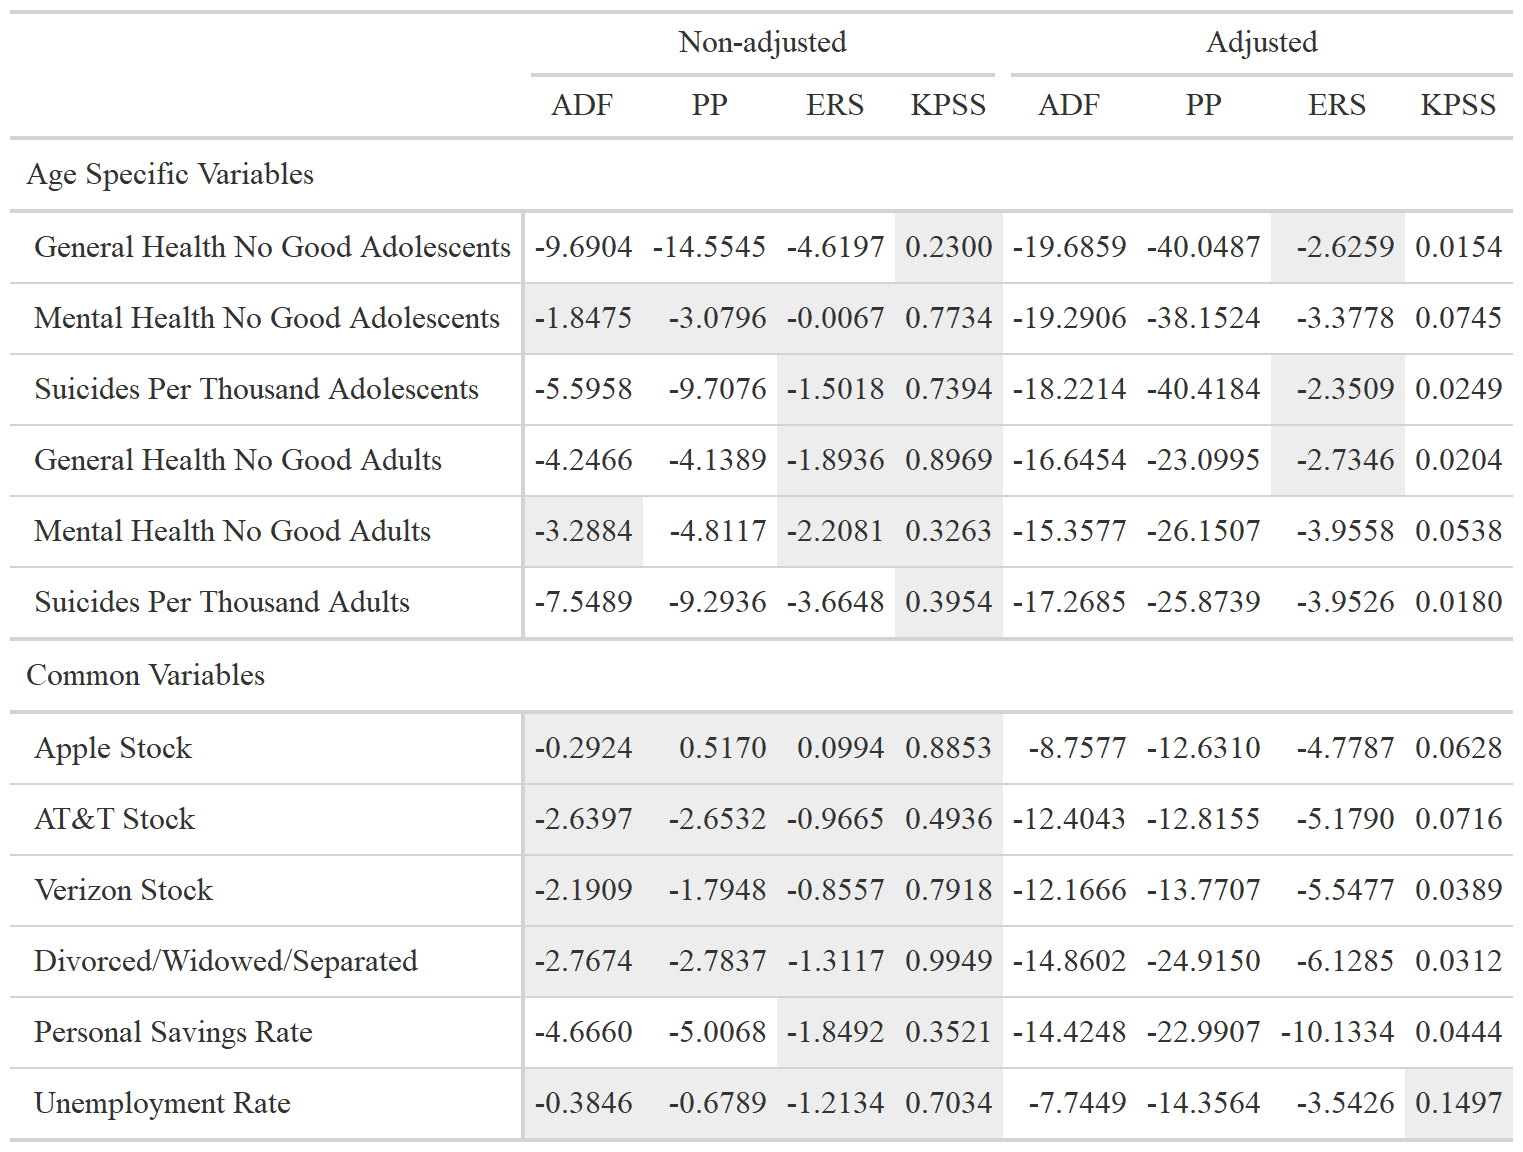 Non-adjusted Adjusted
ADF PP ERS KPSS ADF PP ERS KPSS
Age Specific Variables
General Health No Good Adolescents -9.6904 -14.5545 -4.6197 0.2300 -19.6859 -40.0487 -2.6259 0.0154
Mental Health No Good Adolescents -1.8475 -3.0796 -0.0067 0.7734 -19.2906 -38.1524 -3.3778 0.0745
Suicides Per Thousand Adolescents -5.5958 -9.7076 -1.5018 0.7394 -18.2214 -40.4184 -2.3509 0.0249
General Health No Good Adults -4.2466 -4.1389 -1.8936 0.8969 -16.6454 -23.0995 -2.7346 0.0204
Mental Health No Good Adults -3.2884 -4.8117 -2.2081 0.3263 -15.3577 -26.1507 -3.9558 0.0538
Suicides Per Thousand Adults -7.5489 -9.2936 -3.6648 0.3954 -17.2685 -25.8739 -3.9526 0.0180
Common Variables
Apple Stock -0.2924 0.5170 0.0994 0.8853 -8.7577 -12.6310 -4.7787 0.0628
AT&T Stock -2.6397 -2.6532 -0.9665 0.4936 -12.4043 -12.8155 -5.1790 0.0716
Verizon Stock -2.1909 -1.7948 -0.8557 0.7918 -12.1666 -13.7707 -5.5477 0.0389
Divorced/Widowed/Separated -2.7674 -2.7837 -1.3117 0.9949 -14.8602 -24.9150 -6.1285 0.0312
Personal Savings Rate -4.6660 -5.0068 -1.8492 0.3521 -14.4248 -22.9907 -10.1334 0.0444
Unemployment Rate -0.3846 -0.6789 -1.2134 0.7034 -7.7449 -14.3564 -3.5426 0.1497